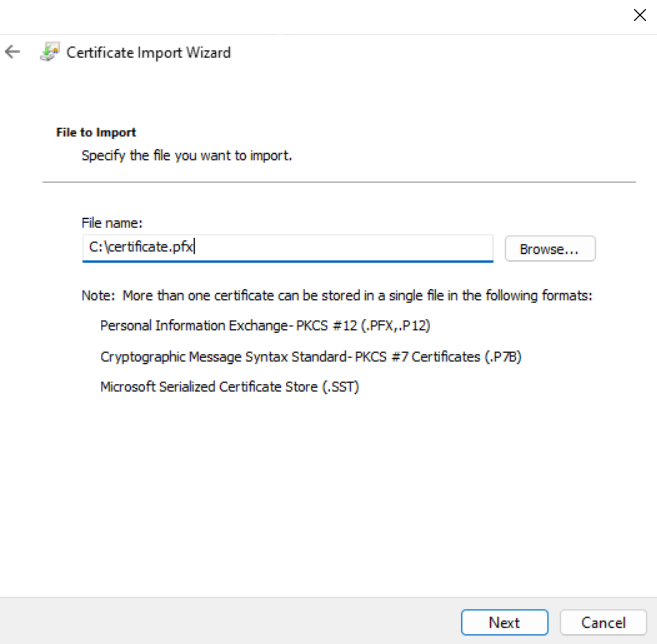 Certificate Import Wizard
File to Import
Specify the file you want to import.
File name:
C:\certificate.pfx
Browse...
Note:  More than one certificate can be stored in a single file in the following formats:
Personal Information Exchange- PKCS #12 (.PFX,.P12)
Cryptographic Message Syntax Standard- PKCS #7 Certificates (.P7B)
Microsoft Serialized Certificate Store (.SST)
Next
Cancel